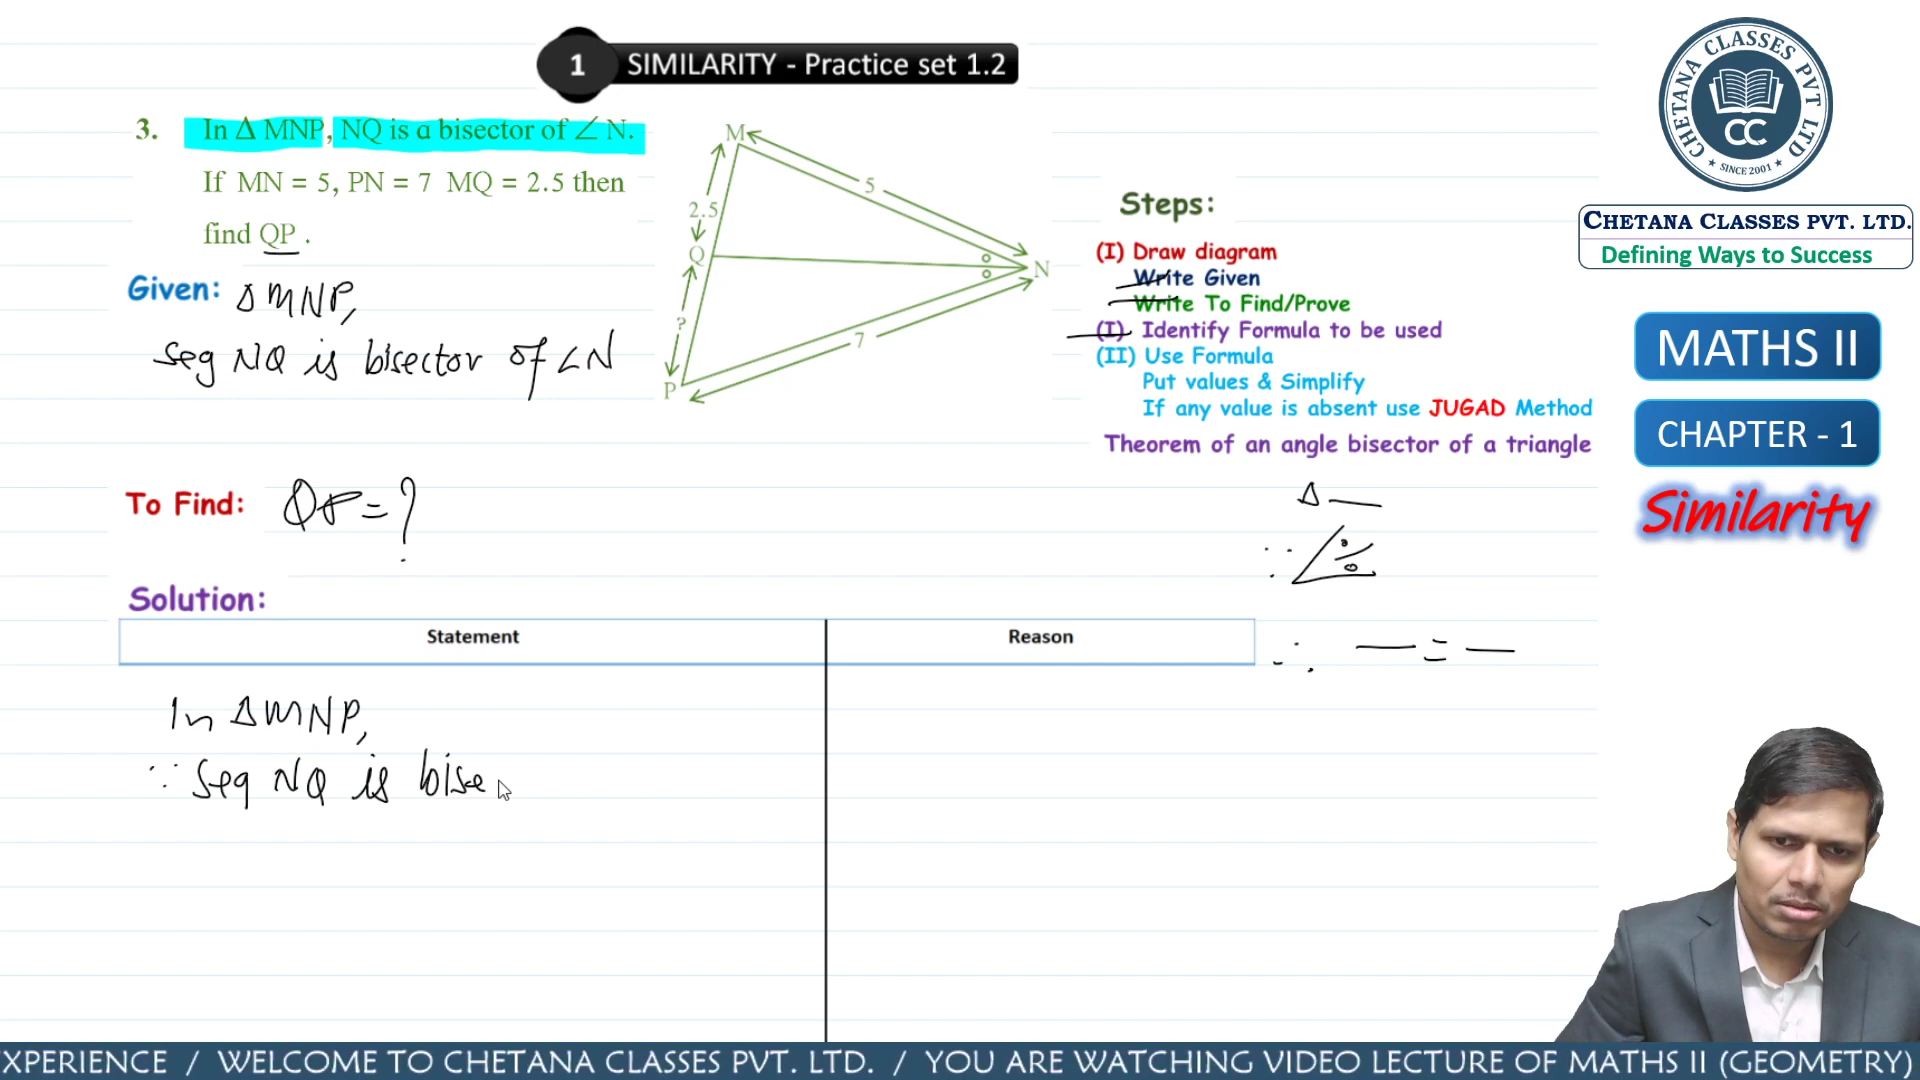 1 SIMILARITY - Practice set 1.2
3. In Δ MNP, NQ is a bisector of ∠ N.
If MN = 5, PN = 7 MQ = 2.5 then
find QP .
Given: Δ MNP,
seg NQ is bisector of ∠N
To Find: QP = ?
Solution:
Statement Reason
In Δ MNP,
∵ seg NQ is bise
M
5
2.5
Q
N
?
7
P
Steps:
(I) Draw diagram
Write Given
Write To Find/Prove
(I) Identify Formula to be used
(II) Use Formula
Put values & Simplify
If any value is absent use JUGAD Method
Theorem of an angle bisector of a triangle
Δ —
∵
∴ — = —
CHETANA CLASSES PVT LTD
CC
SINCE 2001
CHETANA CLASSES PVT. LTD.
Defining Ways to Success
MATHS II
CHAPTER - 1
Similarity
XPERIENCE / WELCOME TO CHETANA CLASSES PVT. LTD. / YOU ARE WATCHING VIDEO LECTURE OF MATHS II (GEOMETRY)